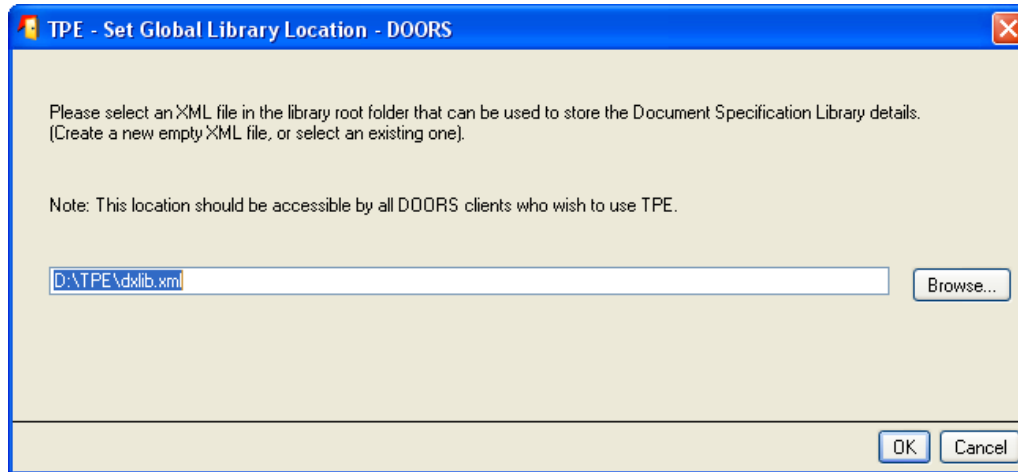 TPE - Set Global Library Location - DOORS
Please select an XML file in the library root folder that can be used to store the Document Specification Library details.
(Create a new empty XML file, or select an existing one).
Note: This location should be accessible by all DOORS clients who wish to use TPE.
D:\TPE\dxlib.xml
Browse...
OK Cancel